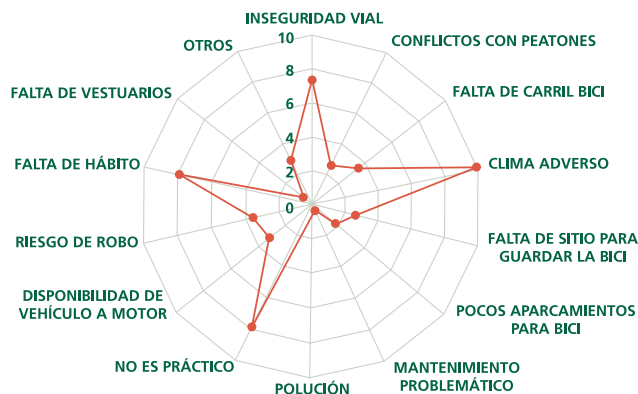 INSEGURIDAD VIAL
CONFLICTOS CON PEATONES
FALTA DE CARRIL BICI
CLIMA ADVERSO
FALTA DE SITIO PARA
GUARDAR LA BICI
POCOS APARCAMIENTOS
PARA BICI
MANTENIMIENTO
PROBLEMÁTICO
POLUCIÓN
NO ES PRÁCTICO
DISPONIBILIDAD DE
VEHÍCULO A MOTOR
RIESGO DE ROBO
FALTA DE HÁBITO
FALTA DE VESTUARIOS
OTROS
10
8
6
4
2
0